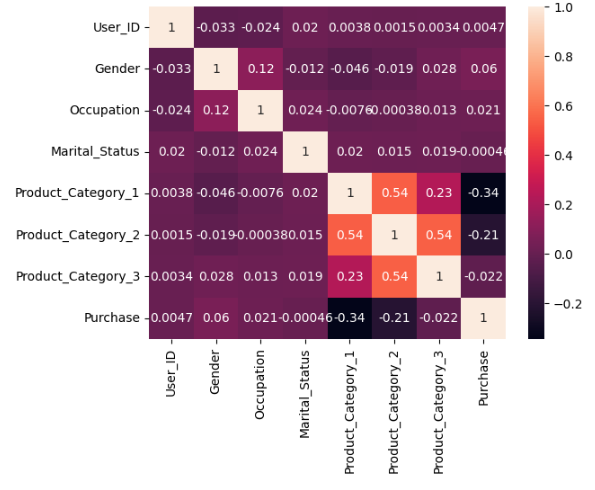 User_ID 1 -0.033 -0.024 0.02 0.0038 0.0015 0.0034 0.0047
Gender -0.033 1 0.12 -0.012 -0.046 -0.019 0.028 0.06
Occupation -0.024 0.12 1 0.024 -0.0076 -0.00038 0.013 0.021
Marital_Status 0.02 -0.012 0.024 1 0.02 0.015 0.019 -0.00046
Product_Category_1 0.0038 -0.046 -0.0076 0.02 1 0.54 0.23 -0.34
Product_Category_2 0.0015 -0.019 -0.00038 0.015 0.54 1 0.54 -0.21
Product_Category_3 0.0034 0.028 0.013 0.019 0.23 0.54 1 -0.022
Purchase 0.0047 0.06 0.021 -0.00046 -0.34 -0.21 -0.022 1
User_ID
Gender
Occupation
Marital_Status
Product_Category_1
Product_Category_2
Product_Category_3
Purchase
1.0
0.8
0.6
0.4
0.2
0.0
−0.2